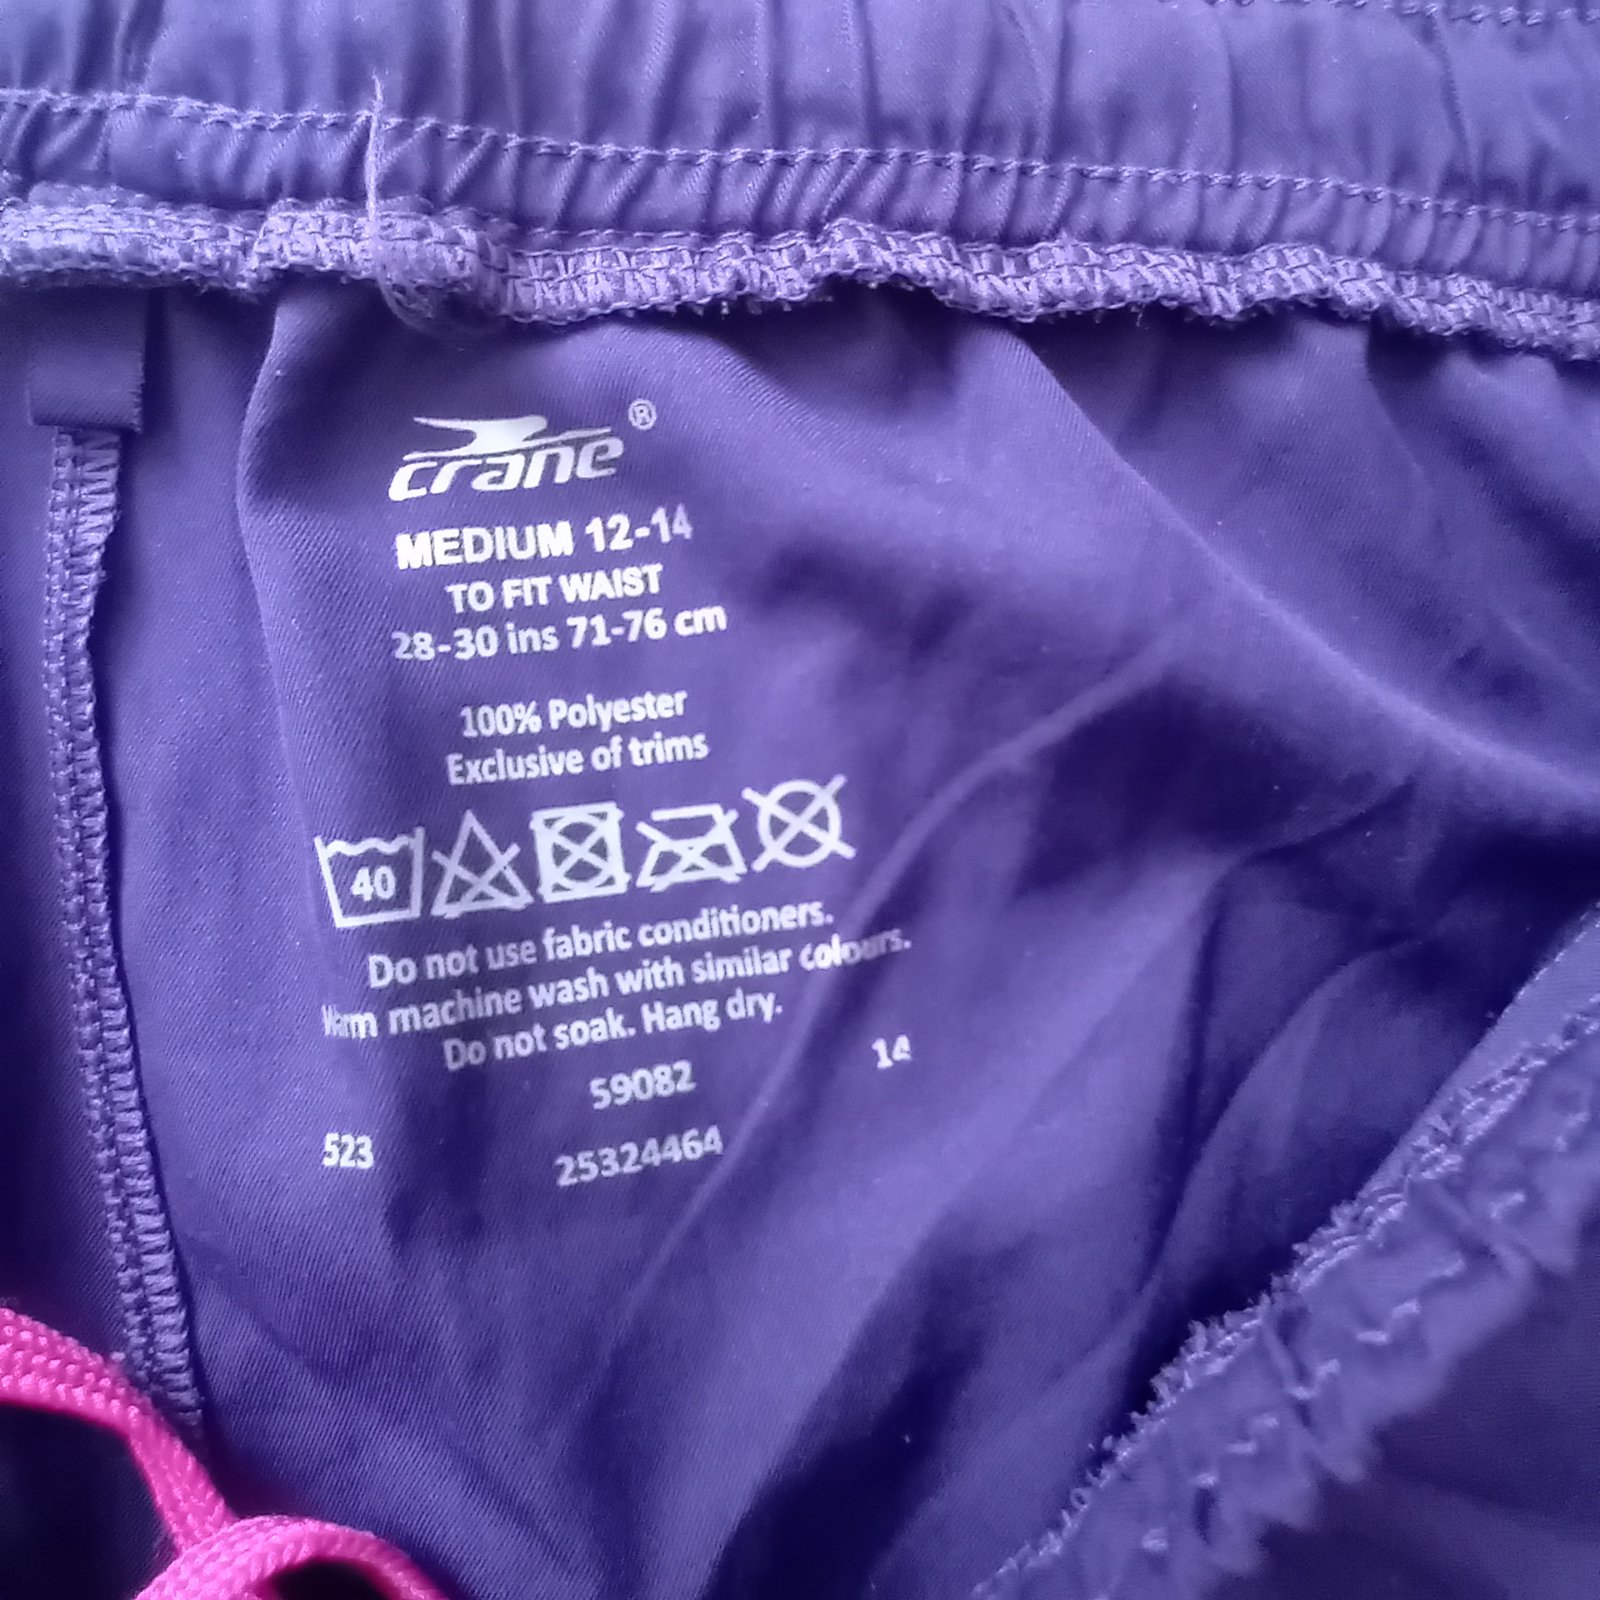 crane®
MEDIUM 12-14
TO FIT WAIST
28-30 ins 71-76 cm
100% Polyester
Exclusive of trims
40
Do not use fabric conditioners.
Warm machine wash with similar colours.
Do not soak. Hang dry.
59082 14
523 25324464